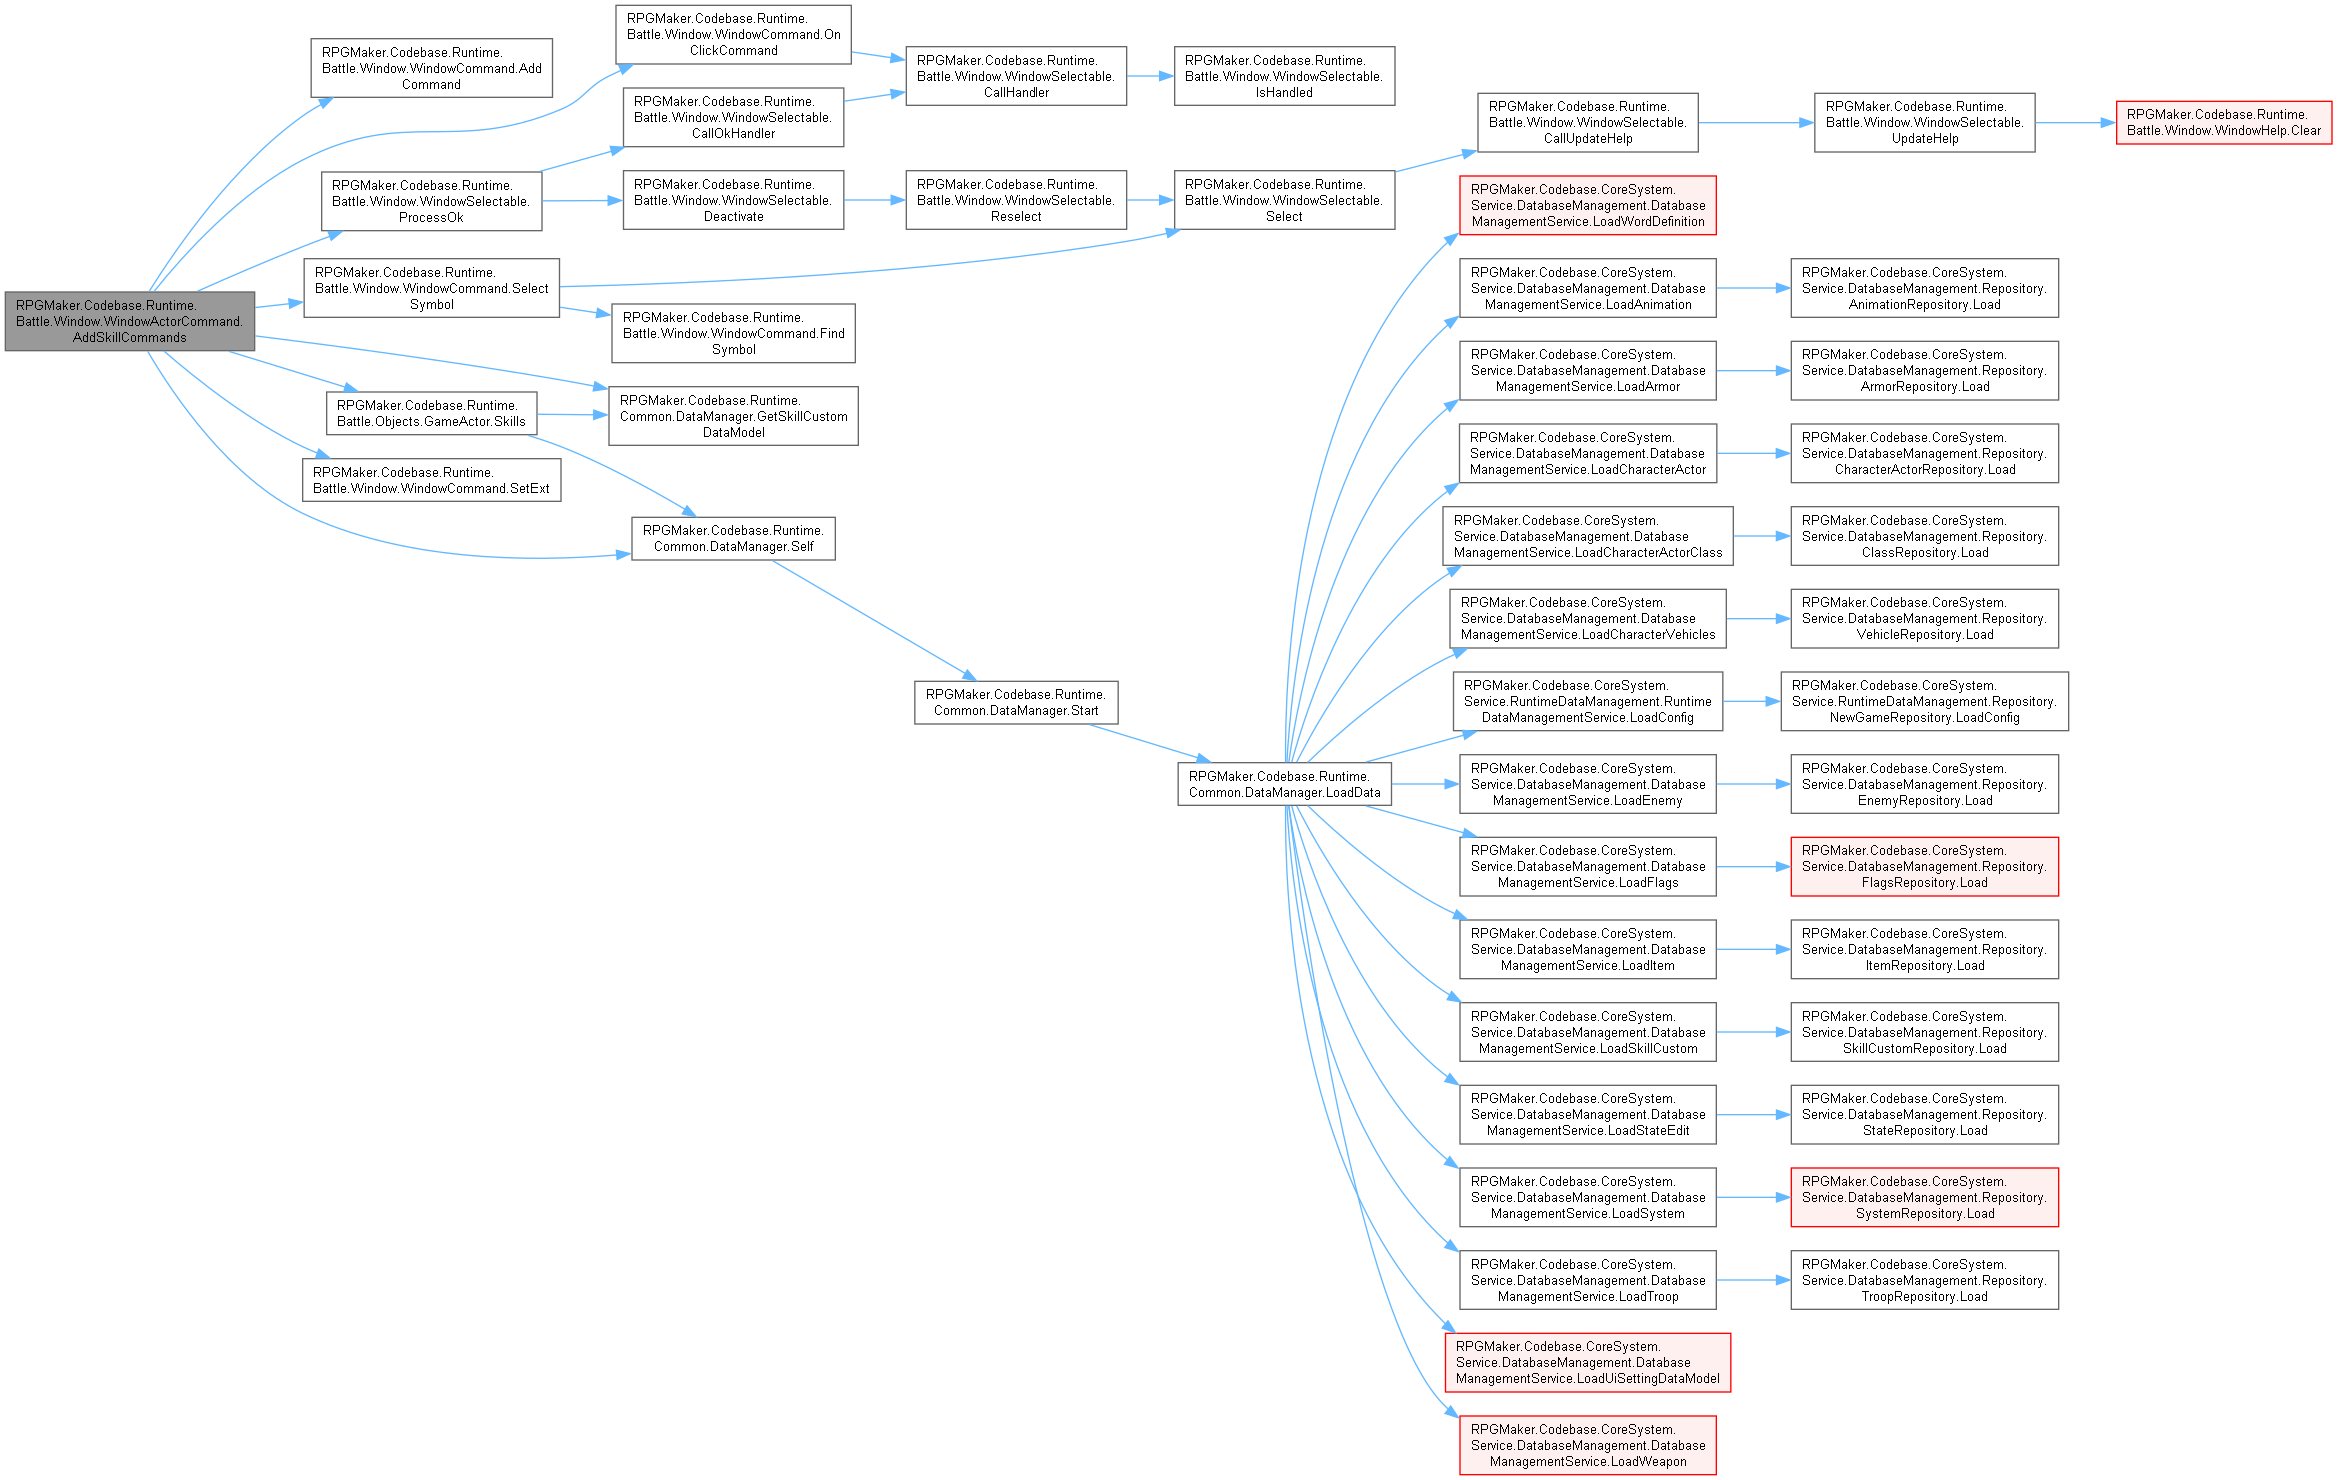 RPGMaker.Codebase.Runtime.
Battle.Window.WindowActorCommand.
AddSkillCommands
RPGMaker.Codebase.Runtime.
Battle.Window.WindowCommand.Add
Command
RPGMaker.Codebase.Runtime.
Battle.Window.WindowCommand.On
ClickCommand
RPGMaker.Codebase.Runtime.
Battle.Window.WindowSelectable.
CallHandler
RPGMaker.Codebase.Runtime.
Battle.Window.WindowSelectable.
IsHandled
RPGMaker.Codebase.Runtime.
Battle.Window.WindowSelectable.
ProcessOk
RPGMaker.Codebase.Runtime.
Battle.Window.WindowSelectable.
CallOkHandler
RPGMaker.Codebase.Runtime.
Battle.Window.WindowSelectable.
Deactivate
RPGMaker.Codebase.Runtime.
Battle.Window.WindowSelectable.
Reselect
RPGMaker.Codebase.Runtime.
Battle.Window.WindowSelectable.
Select
RPGMaker.Codebase.Runtime.
Battle.Window.WindowSelectable.
CallUpdateHelp
RPGMaker.Codebase.Runtime.
Battle.Window.WindowSelectable.
UpdateHelp
RPGMaker.Codebase.Runtime.
Battle.Window.WindowHelp.Clear
RPGMaker.Codebase.Runtime.
Battle.Window.WindowCommand.Select
Symbol
RPGMaker.Codebase.Runtime.
Battle.Window.WindowCommand.Find
Symbol
RPGMaker.Codebase.Runtime.
Common.DataManager.GetSkillCustom
DataModel
RPGMaker.Codebase.Runtime.
Battle.Objects.GameActor.Skills
RPGMaker.Codebase.Runtime.
Battle.Window.WindowCommand.SetExt
RPGMaker.Codebase.Runtime.
Common.DataManager.Self
RPGMaker.Codebase.Runtime.
Common.DataManager.Start
RPGMaker.Codebase.Runtime.
Common.DataManager.LoadData
RPGMaker.Codebase.CoreSystem.
Service.DatabaseManagement.Database
ManagementService.LoadWordDefinition
RPGMaker.Codebase.CoreSystem.
Service.DatabaseManagement.Database
ManagementService.LoadAnimation
RPGMaker.Codebase.CoreSystem.
Service.DatabaseManagement.Repository.
AnimationRepository.Load
RPGMaker.Codebase.CoreSystem.
Service.DatabaseManagement.Database
ManagementService.LoadArmor
RPGMaker.Codebase.CoreSystem.
Service.DatabaseManagement.Repository.
ArmorRepository.Load
RPGMaker.Codebase.CoreSystem.
Service.DatabaseManagement.Database
ManagementService.LoadCharacterActor
RPGMaker.Codebase.CoreSystem.
Service.DatabaseManagement.Repository.
CharacterActorRepository.Load
RPGMaker.Codebase.CoreSystem.
Service.DatabaseManagement.Database
ManagementService.LoadCharacterActorClass
RPGMaker.Codebase.CoreSystem.
Service.DatabaseManagement.Repository.
ClassRepository.Load
RPGMaker.Codebase.CoreSystem.
Service.DatabaseManagement.Database
ManagementService.LoadCharacterVehicles
RPGMaker.Codebase.CoreSystem.
Service.DatabaseManagement.Repository.
VehicleRepository.Load
RPGMaker.Codebase.CoreSystem.
Service.RuntimeDataManagement.Runtime
DataManagementService.LoadConfig
RPGMaker.Codebase.CoreSystem.
Service.RuntimeDataManagement.Repository.
NewGameRepository.LoadConfig
RPGMaker.Codebase.CoreSystem.
Service.DatabaseManagement.Database
ManagementService.LoadEnemy
RPGMaker.Codebase.CoreSystem.
Service.DatabaseManagement.Repository.
EnemyRepository.Load
RPGMaker.Codebase.CoreSystem.
Service.DatabaseManagement.Database
ManagementService.LoadFlags
RPGMaker.Codebase.CoreSystem.
Service.DatabaseManagement.Repository.
FlagsRepository.Load
RPGMaker.Codebase.CoreSystem.
Service.DatabaseManagement.Database
ManagementService.LoadItem
RPGMaker.Codebase.CoreSystem.
Service.DatabaseManagement.Repository.
ItemRepository.Load
RPGMaker.Codebase.CoreSystem.
Service.DatabaseManagement.Database
ManagementService.LoadSkillCustom
RPGMaker.Codebase.CoreSystem.
Service.DatabaseManagement.Repository.
SkillCustomRepository.Load
RPGMaker.Codebase.CoreSystem.
Service.DatabaseManagement.Database
ManagementService.LoadStateEdit
RPGMaker.Codebase.CoreSystem.
Service.DatabaseManagement.Repository.
StateRepository.Load
RPGMaker.Codebase.CoreSystem.
Service.DatabaseManagement.Database
ManagementService.LoadSystem
RPGMaker.Codebase.CoreSystem.
Service.DatabaseManagement.Repository.
SystemRepository.Load
RPGMaker.Codebase.CoreSystem.
Service.DatabaseManagement.Database
ManagementService.LoadTroop
RPGMaker.Codebase.CoreSystem.
Service.DatabaseManagement.Repository.
TroopRepository.Load
RPGMaker.Codebase.CoreSystem.
Service.DatabaseManagement.Database
ManagementService.LoadUiSettingDataModel
RPGMaker.Codebase.CoreSystem.
Service.DatabaseManagement.Database
ManagementService.LoadWeapon